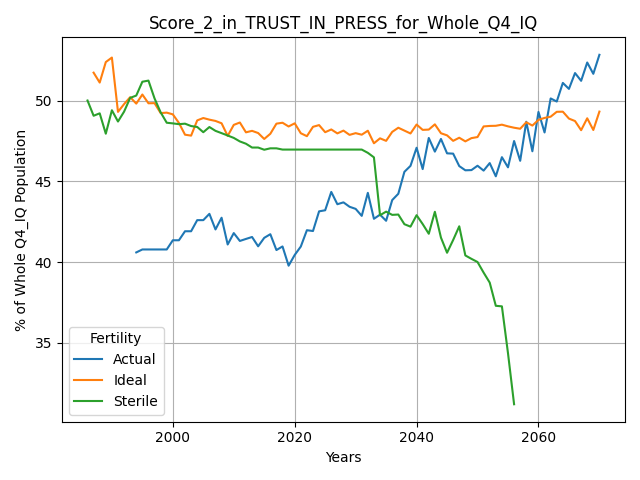 Score_2_in_TRUST_IN_PRESS_for_Whole_Q4_IQ
% of Whole Q4_IQ Population
50
45
40
35
Fertility
Actual
Ideal
Sterile
2000
2020
2040
2060
Years